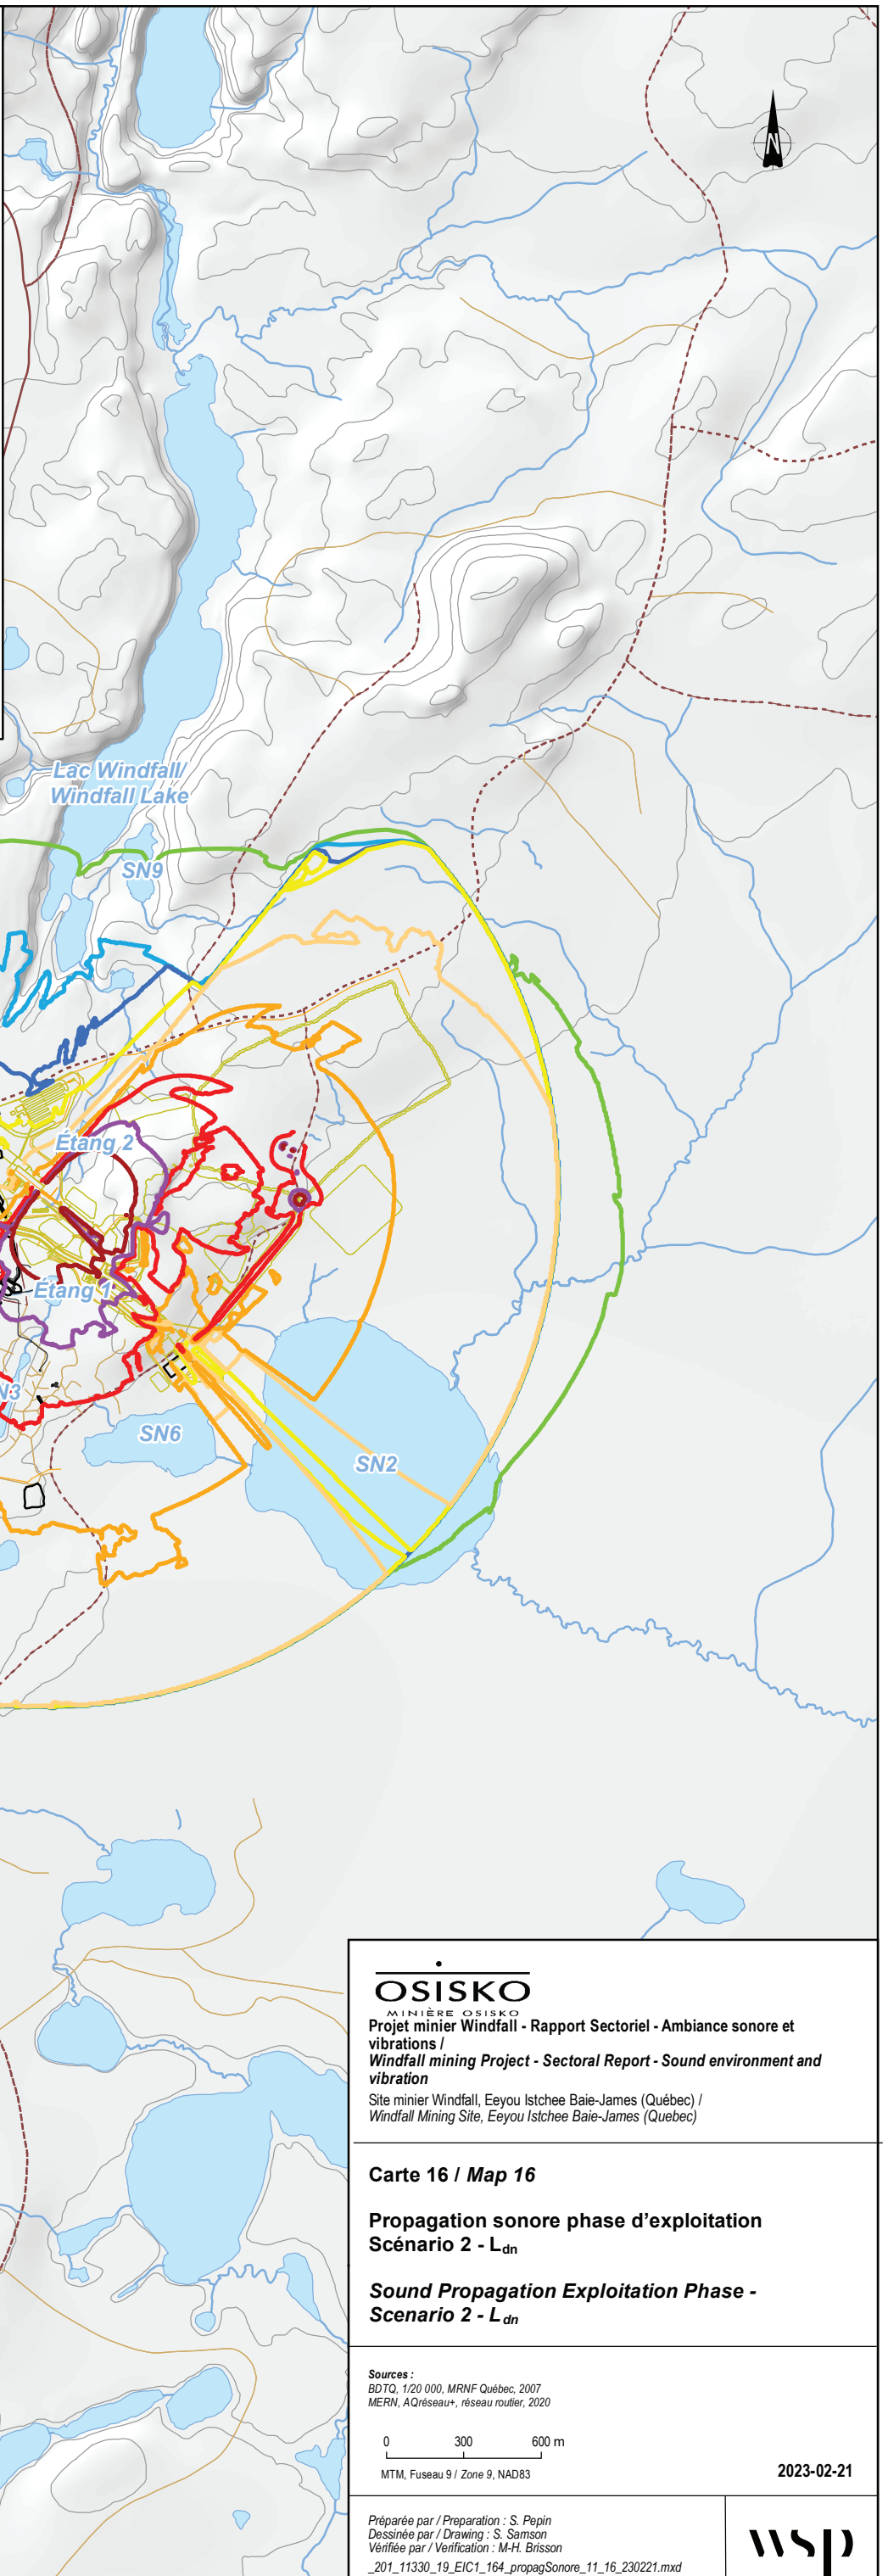 N
Lac Windfall/
Windfall Lake
SN9
Étang 2
Étang 1
N3
SN6
SN2
OSISKO
MINIÈRE OSISKO
Projet minier Windfall - Rapport Sectoriel - Ambiance sonore et
vibrations /
Windfall mining Project - Sectoral Report - Sound environment and
vibration
Site minier Windfall, Eeyou Istchee Baie-James (Québec) /
Windfall Mining Site, Eeyou Istchee Baie-James (Quebec)
Carte 16 / Map 16
Propagation sonore phase d'exploitation
Scénario 2 - Ldn
Sound Propagation Exploitation Phase -
Scenario 2 - Ldn
Sources :
BDTQ, 1/20 000, MRNF Québec, 2007
MERN, AQréseau+, réseau routier, 2020
0 300 600 m
MTM, Fuseau 9 / Zone 9, NAD83
2023-02-21
Préparée par / Preparation : S. Pepin
Dessinée par / Drawing : S. Samson
Vérifiée par / Verification : M-H. Brisson
_201_11330_19_EIC1_164_propagSonore_11_16_230221.mxd
wsp